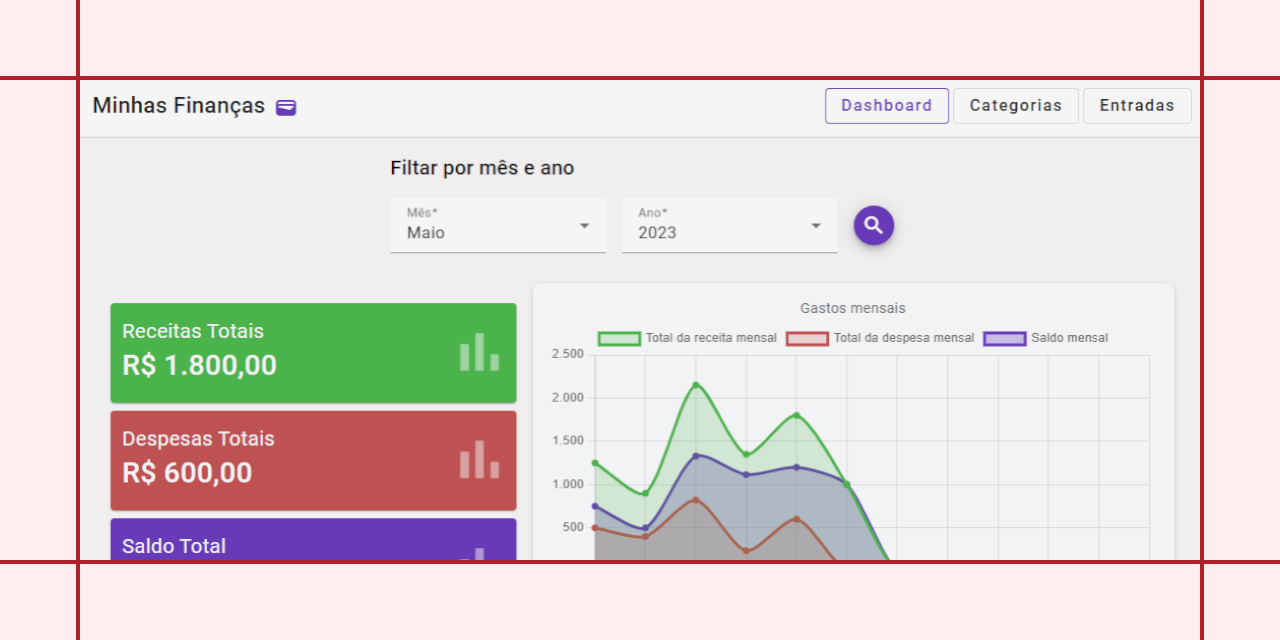 Minhas Finanças
Dashboard Categorias Entradas
Filtar por mês e ano
Mês*
Maio
Ano*
2023
Receitas Totais
R$ 1.800,00
Despesas Totais
R$ 600,00
Saldo Total
Gastos mensais
Total da receita mensal Total da despesa mensal Saldo mensal
2.500
2.000
1.500
1.000
500